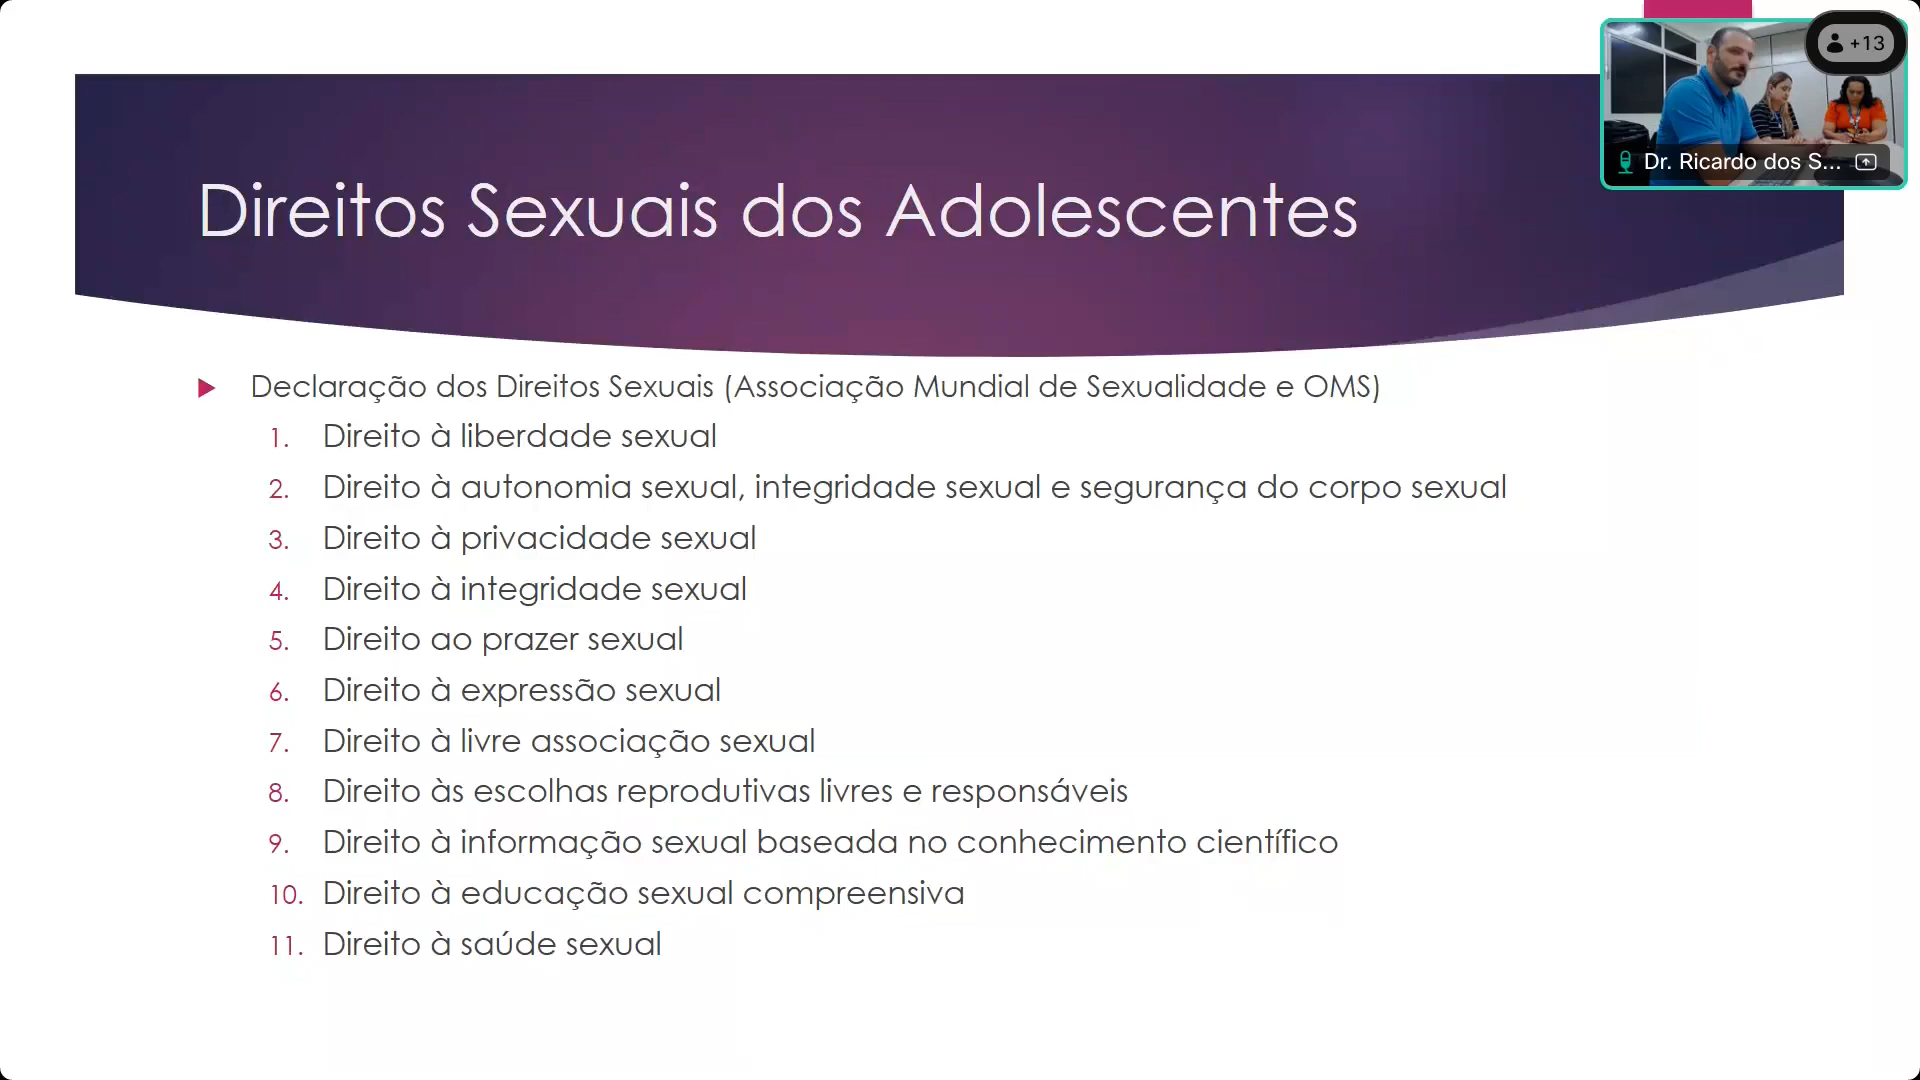 +13
Dr. Ricardo dos S...
Direitos Sexuais dos Adolescentes
Declaração dos Direitos Sexuais (Associação Mundial de Sexualidade e OMS)
1. Direito à liberdade sexual
2. Direito à autonomia sexual, integridade sexual e segurança do corpo sexual
3. Direito à privacidade sexual
4. Direito à integridade sexual
5. Direito ao prazer sexual
6. Direito à expressão sexual
7. Direito à livre associação sexual
8. Direito às escolhas reprodutivas livres e responsáveis
9. Direito à informação sexual baseada no conhecimento científico
10. Direito à educação sexual compreensiva
11. Direito à saúde sexual